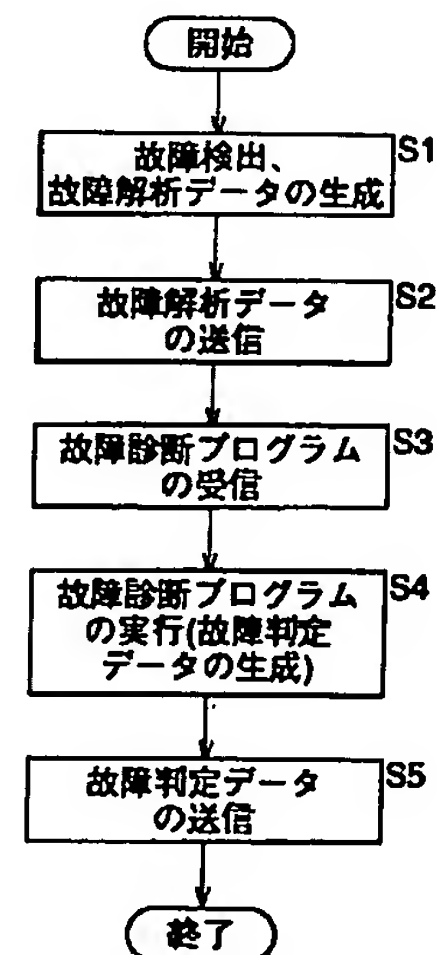 開始
故障検出、
故障解析データの生成
S1
故障解析データ
の送信
S2
故障診断プログラム
の受信
S3
故障診断プログラム
の実行(故障判定
データの生成)
S4
故障判定データ
の送信
S5
終了